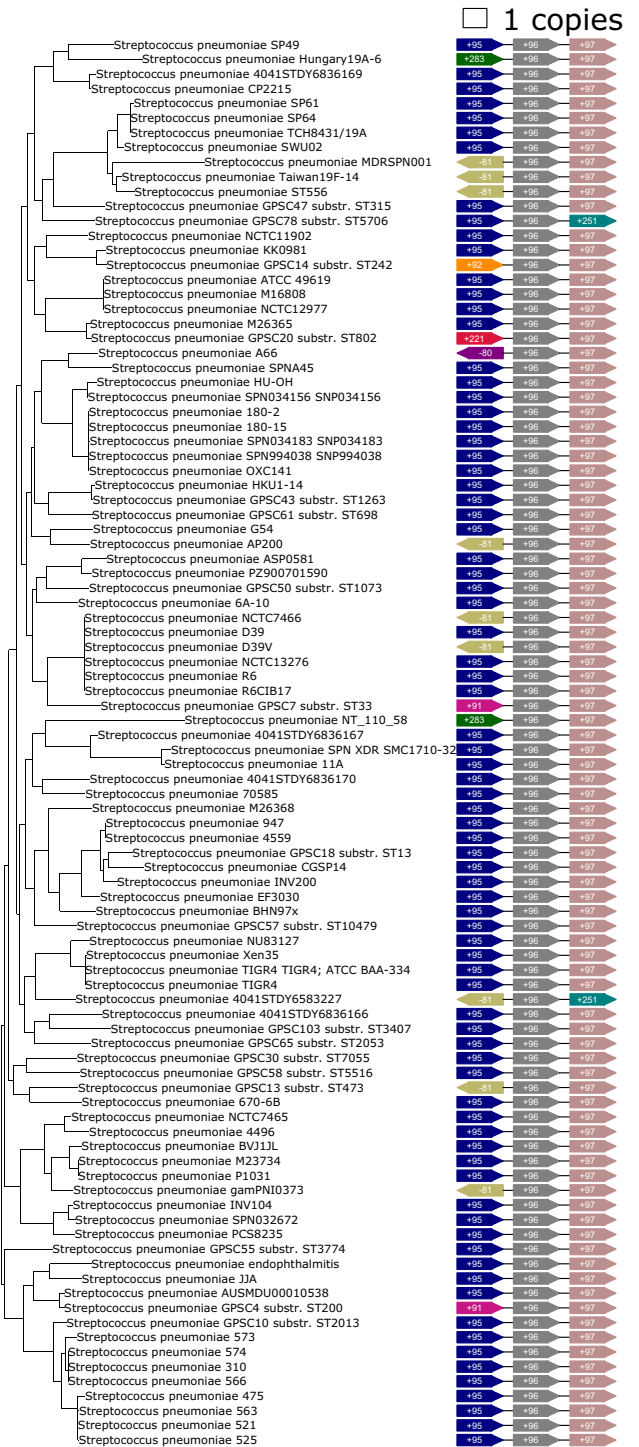 1 copies
Streptococcus pneumoniae SP49 +95 +96 +97
Streptococcus pneumoniae Hungary19A-6 +283 +96 +97
Streptococcus pneumoniae 4041STDY6836169 +95 +96 +97
Streptococcus pneumoniae CP2215 +95 +96 +97
Streptococcus pneumoniae SP61 +95 +96 +97
Streptococcus pneumoniae SP64 +95 +96 +97
Streptococcus pneumoniae TCH8431/19A +95 +96 +97
Streptococcus pneumoniae SWU02 +95 +96 +97
Streptococcus pneumoniae MDRSPN001 -81 +96 +97
Streptococcus pneumoniae Taiwan19F-14 -81 +96 +97
Streptococcus pneumoniae ST556 -81 +96 +97
Streptococcus pneumoniae GPSC47 substr. ST315 +95 +96 +97
Streptococcus pneumoniae GPSC78 substr. ST5706 +95 +96 +251
Streptococcus pneumoniae NCTC11902 +95 +96 +97
Streptococcus pneumoniae KK0981 +95 +96 +97
Streptococcus pneumoniae GPSC14 substr. ST242 +92 +96 +97
Streptococcus pneumoniae ATCC 49619 +95 +96 +97
Streptococcus pneumoniae M16808 +95 +96 +97
Streptococcus pneumoniae NCTC12977 +95 +96 +97
Streptococcus pneumoniae M26365 +95 +96 +97
Streptococcus pneumoniae GPSC20 substr. ST802 +221 +96 +97
Streptococcus pneumoniae A66 -80 +96 +97
Streptococcus pneumoniae SPNA45 +95 +96 +97
Streptococcus pneumoniae HU-OH +95 +96 +97
Streptococcus pneumoniae SPN034156 SNP034156 +95 +96 +97
Streptococcus pneumoniae 180-2 +95 +96 +97
Streptococcus pneumoniae 180-15 +95 +96 +97
Streptococcus pneumoniae SPN034183 SNP034183 +95 +96 +97
Streptococcus pneumoniae SPN994038 SNP994038 +95 +96 +97
Streptococcus pneumoniae OXC141 +95 +96 +97
Streptococcus pneumoniae HKU1-14 +95 +96 +97
Streptococcus pneumoniae GPSC43 substr. ST1263 +95 +96 +97
Streptococcus pneumoniae GPSC61 substr. ST698 +95 +96 +97
Streptococcus pneumoniae G54 +95 +96 +97
Streptococcus pneumoniae AP200 -81 +96 +97
Streptococcus pneumoniae ASP0581 +95 +96 +97
Streptococcus pneumoniae PZ900701590 +95 +96 +97
Streptococcus pneumoniae GPSC50 substr. ST1073 +95 +96 +97
Streptococcus pneumoniae 6A-10 +95 +96 +97
Streptococcus pneumoniae NCTC7466 -81 +96 +97
Streptococcus pneumoniae D39 +95 +96 +97
Streptococcus pneumoniae D39V -81 +96 +97
Streptococcus pneumoniae NCTC13276 +95 +96 +97
Streptococcus pneumoniae R6 +95 +96 +97
Streptococcus pneumoniae R6CIB17 +95 +96 +97
Streptococcus pneumoniae GPSC7 substr. ST33 +91 +96 +97
Streptococcus pneumoniae NT_110_58 +283 +96 +97
Streptococcus pneumoniae 4041STDY6836167 +95 +96 +97
Streptococcus pneumoniae SPN XDR SMC1710-32 +95 +96 +97
Streptococcus pneumoniae 11A +95 +96 +97
Streptococcus pneumoniae 4041STDY6836170 +95 +96 +97
Streptococcus pneumoniae 70585 +95 +96 +97
Streptococcus pneumoniae M26368 +95 +96 +97
Streptococcus pneumoniae 947 +95 +96 +97
Streptococcus pneumoniae 4559 +95 +96 +97
Streptococcus pneumoniae GPSC18 substr. ST13 +95 +96 +97
Streptococcus pneumoniae CGSP14 +95 +96 +97
Streptococcus pneumoniae INV200 +95 +96 +97
Streptococcus pneumoniae EF3030 +95 +96 +97
Streptococcus pneumoniae BHN97x +95 +96 +97
Streptococcus pneumoniae GPSC57 substr. ST10479 +95 +96 +97
Streptococcus pneumoniae NU83127 +95 +96 +97
Streptococcus pneumoniae Xen35 +95 +96 +97
Streptococcus pneumoniae TIGR4 TIGR4; ATCC BAA-334 +95 +96 +97
Streptococcus pneumoniae TIGR4 +95 +96 +97
Streptococcus pneumoniae 4041STDY6583227 -81 +96 +251
Streptococcus pneumoniae 4041STDY6836166 +95 +96 +97
Streptococcus pneumoniae GPSC103 substr. ST3407 +95 +96 +97
Streptococcus pneumoniae GPSC65 substr. ST2053 +95 +96 +97
Streptococcus pneumoniae GPSC30 substr. ST7055 +95 +96 +97
Streptococcus pneumoniae GPSC58 substr. ST5516 +95 +96 +97
Streptococcus pneumoniae GPSC13 substr. ST473 -81 +96 +97
Streptococcus pneumoniae 670-6B +95 +96 +97
Streptococcus pneumoniae NCTC7465 +95 +96 +97
Streptococcus pneumoniae 4496 +95 +96 +97
Streptococcus pneumoniae BVJ1JL +95 +96 +97
Streptococcus pneumoniae M23734 +95 +96 +97
Streptococcus pneumoniae P1031 +95 +96 +97
Streptococcus pneumoniae gamPNI0373 -81 +96 +97
Streptococcus pneumoniae INV104 +95 +96 +97
Streptococcus pneumoniae SPN032672 +95 +96 +97
Streptococcus pneumoniae PCS8235 +95 +96 +97
Streptococcus pneumoniae GPSC55 substr. ST3774 +95 +96 +97
Streptococcus pneumoniae endophthalmitis +95 +96 +97
Streptococcus pneumoniae JJA +95 +96 +97
Streptococcus pneumoniae AUSMDU00010538 +95 +96 +97
Streptococcus pneumoniae GPSC4 substr. ST200 +91 +96 +97
Streptococcus pneumoniae GPSC10 substr. ST2013 +95 +96 +97
Streptococcus pneumoniae 573 +95 +96 +97
Streptococcus pneumoniae 574 +95 +96 +97
Streptococcus pneumoniae 310 +95 +96 +97
Streptococcus pneumoniae 566 +95 +96 +97
Streptococcus pneumoniae 475 +95 +96 +97
Streptococcus pneumoniae 563 +95 +96 +97
Streptococcus pneumoniae 521 +95 +96 +97
Streptococcus pneumoniae 525 +95 +96 +97